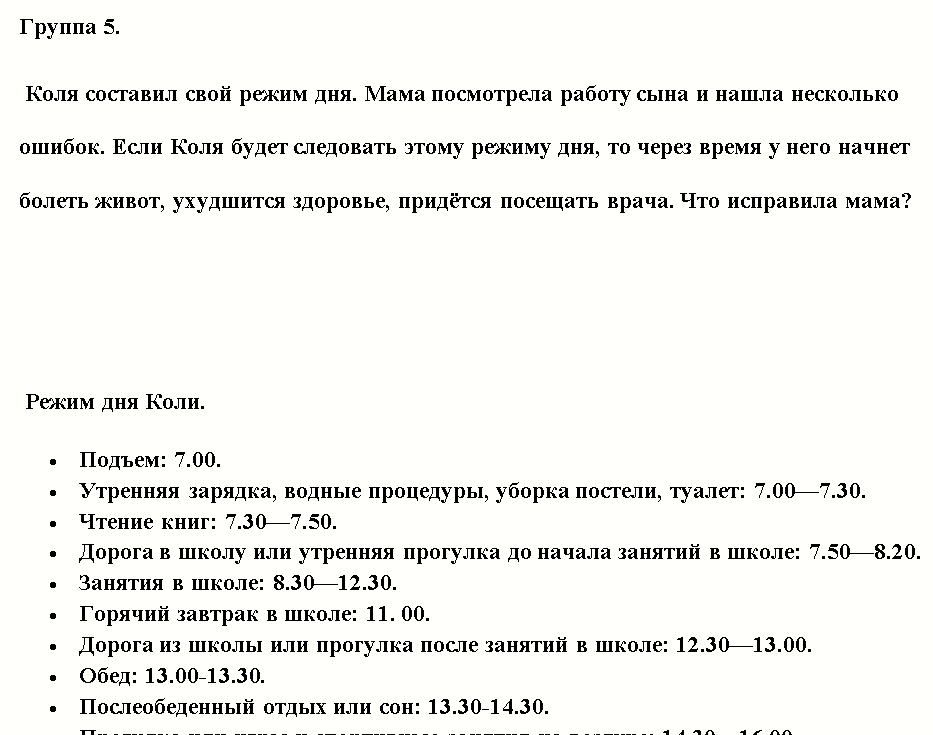 Группа 5.
Коля составил свой режим дня. Мама посмотрела работу сына и нашла несколько
ошибок. Если Коля будет следовать этому режиму дня, то через время у него начнет
болеть живот, ухудшится здоровье, придётся посещать врача. Что исправила мама?
Режим дня Коли.
• Подъем: 7.00.
• Утренняя зарядка, водные процедуры, уборка постели, туалет: 7.00—7.30.
• Чтение книг: 7.30—7.50.
• Дорога в школу или утренняя прогулка до начала занятий в школе: 7.50—8.20.
• Занятия в школе: 8.30—12.30.
• Горячий завтрак в школе: 11. 00.
• Дорога из школы или прогулка после занятий в школе: 12.30—13.00.
• Обед: 13.00-13.30.
• Послеобеденный отдых или сон: 13.30-14.30.